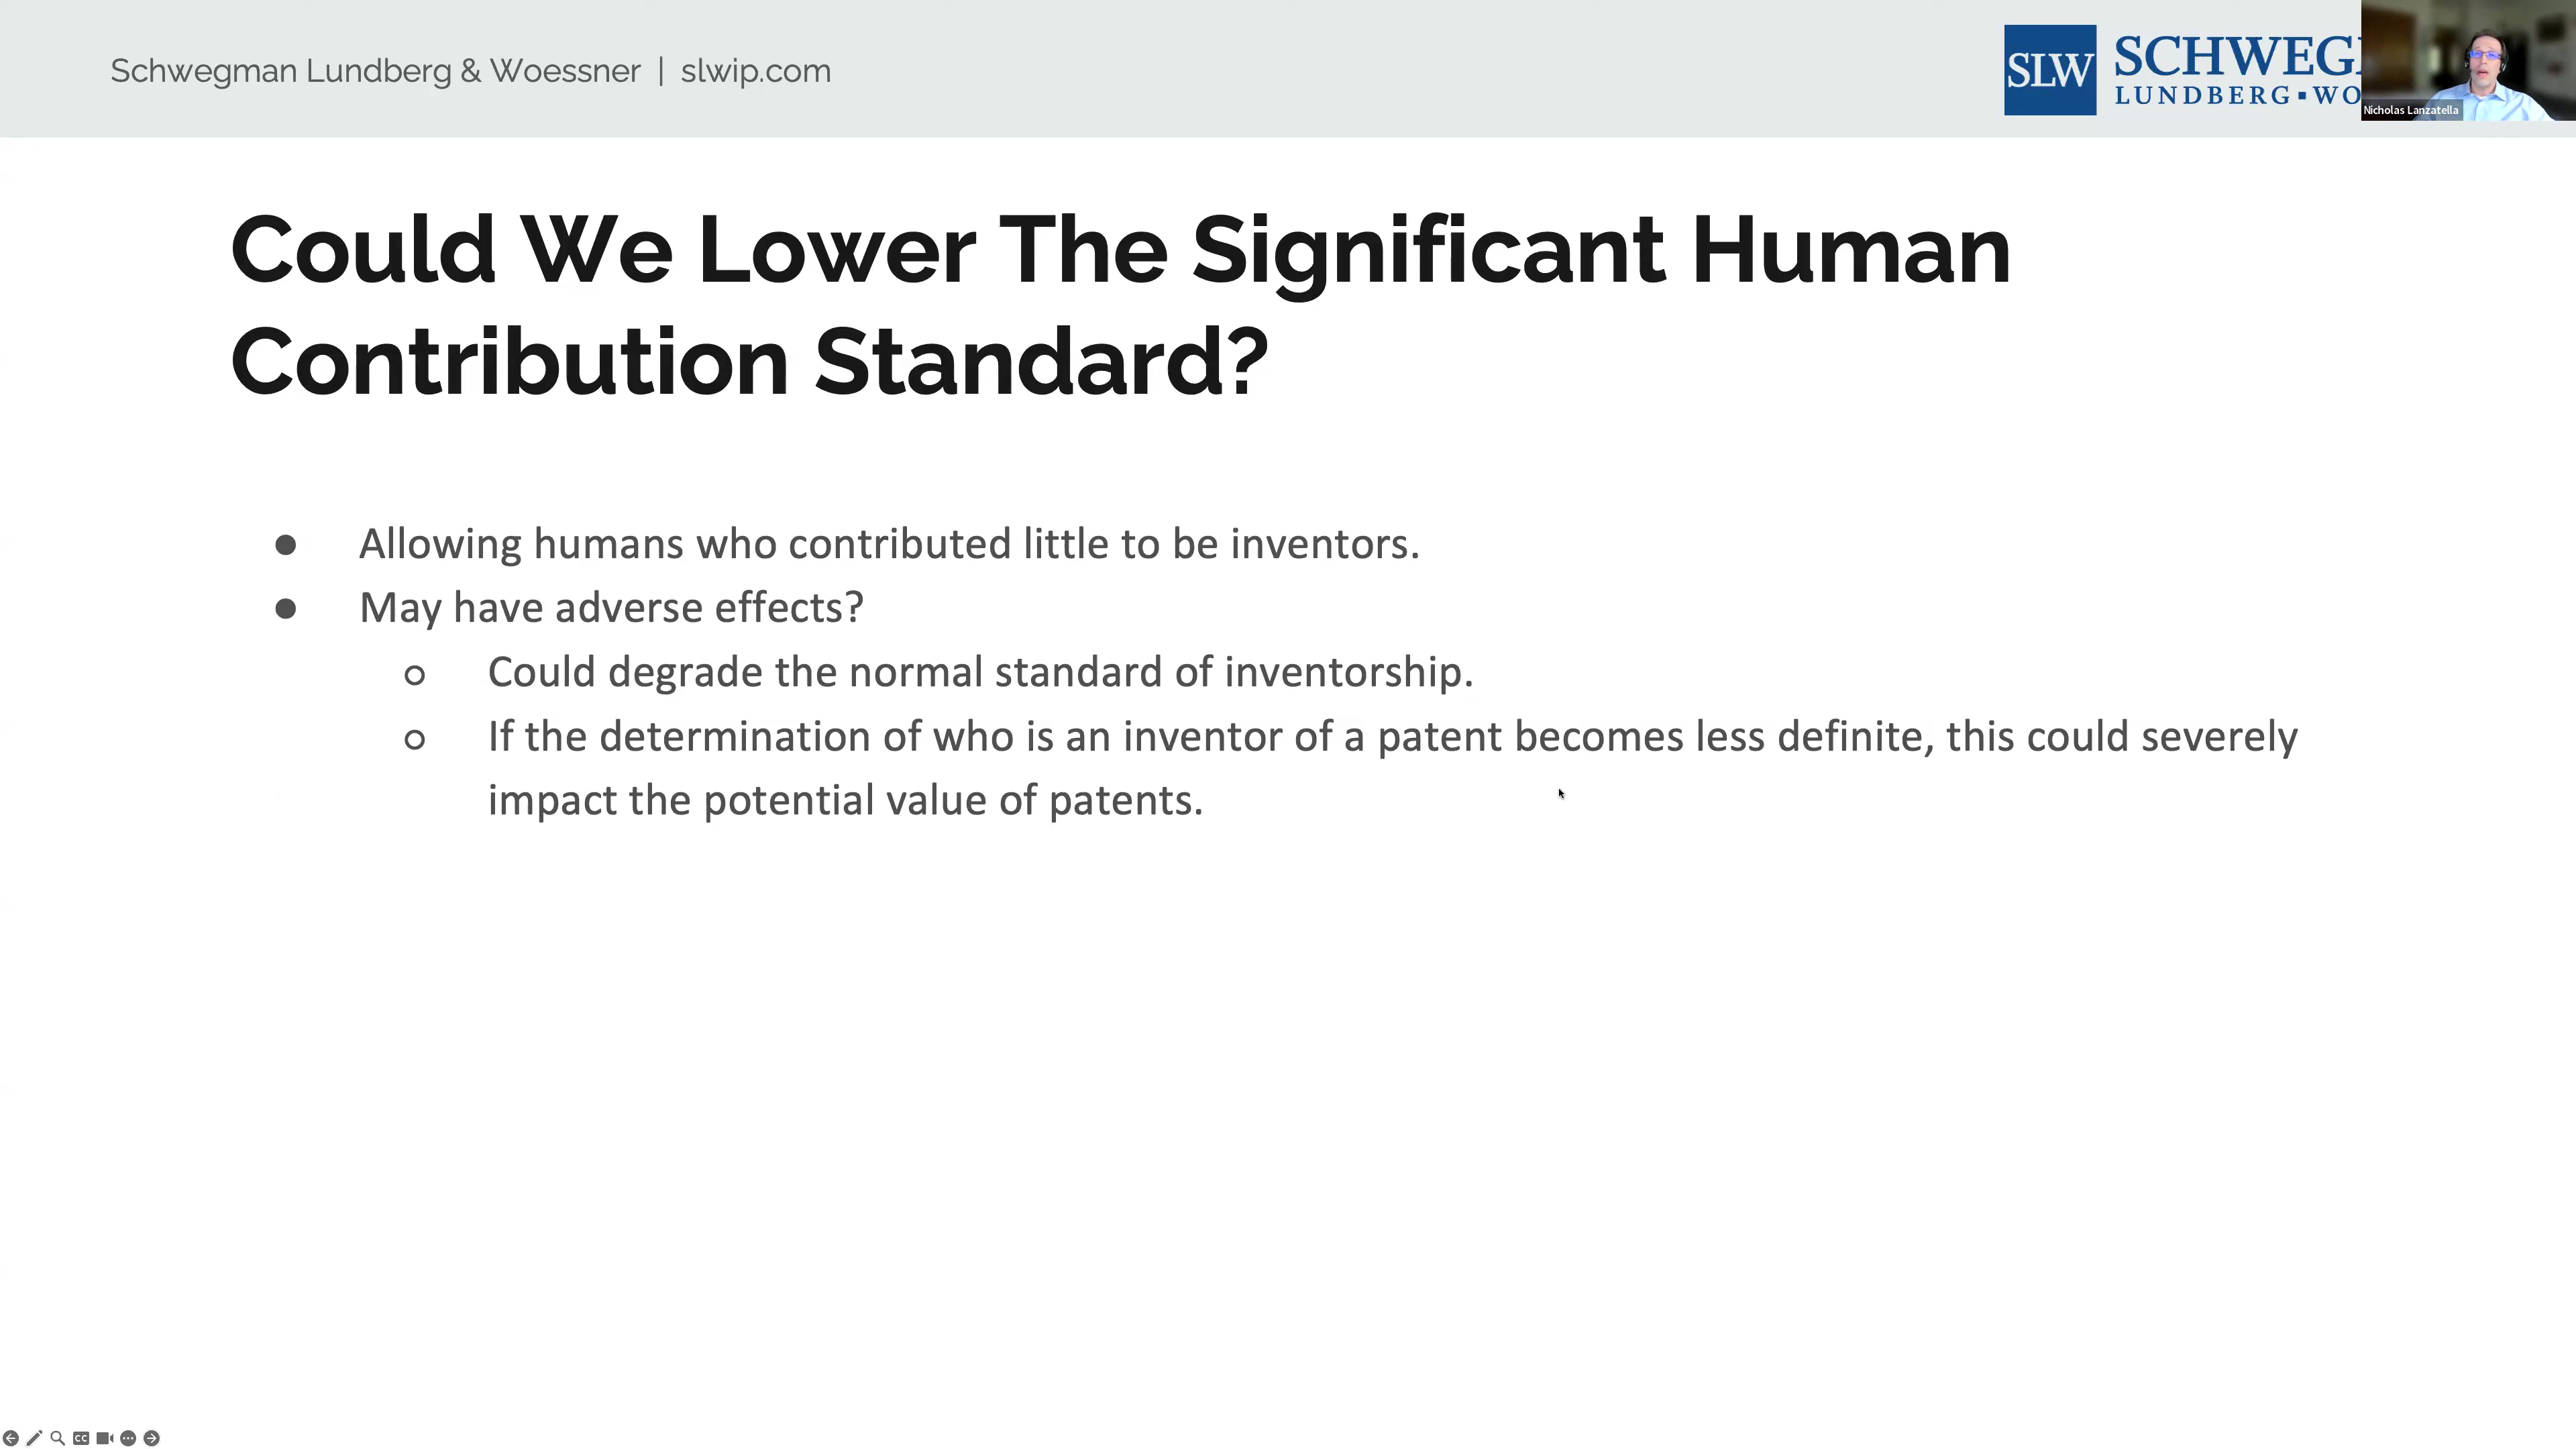 Schwegman Lundberg & Woessner | slwip.com
SLW
SCHWEG
LUNDBERG▪WO
Nicholas Lanzatella
Could We Lower The Significant Human
Contribution Standard?
● Allowing humans who contributed little to be inventors.
● May have adverse effects?
○ Could degrade the normal standard of inventorship.
○ If the determination of who is an inventor of a patent becomes less definite, this could severely
impact the potential value of patents.
CC